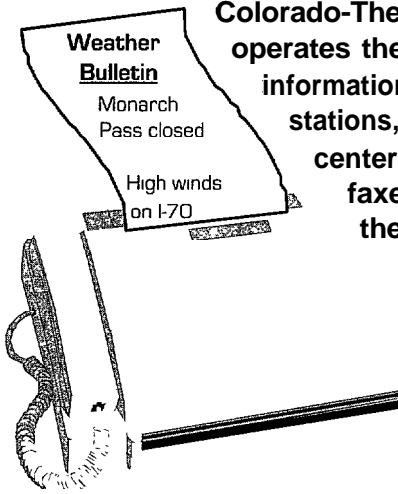 Weather
Bulletin
Monarch
Pass closed
High winds
on I-70
Colorado-The
operates the
information
stations,
center
faxe
the